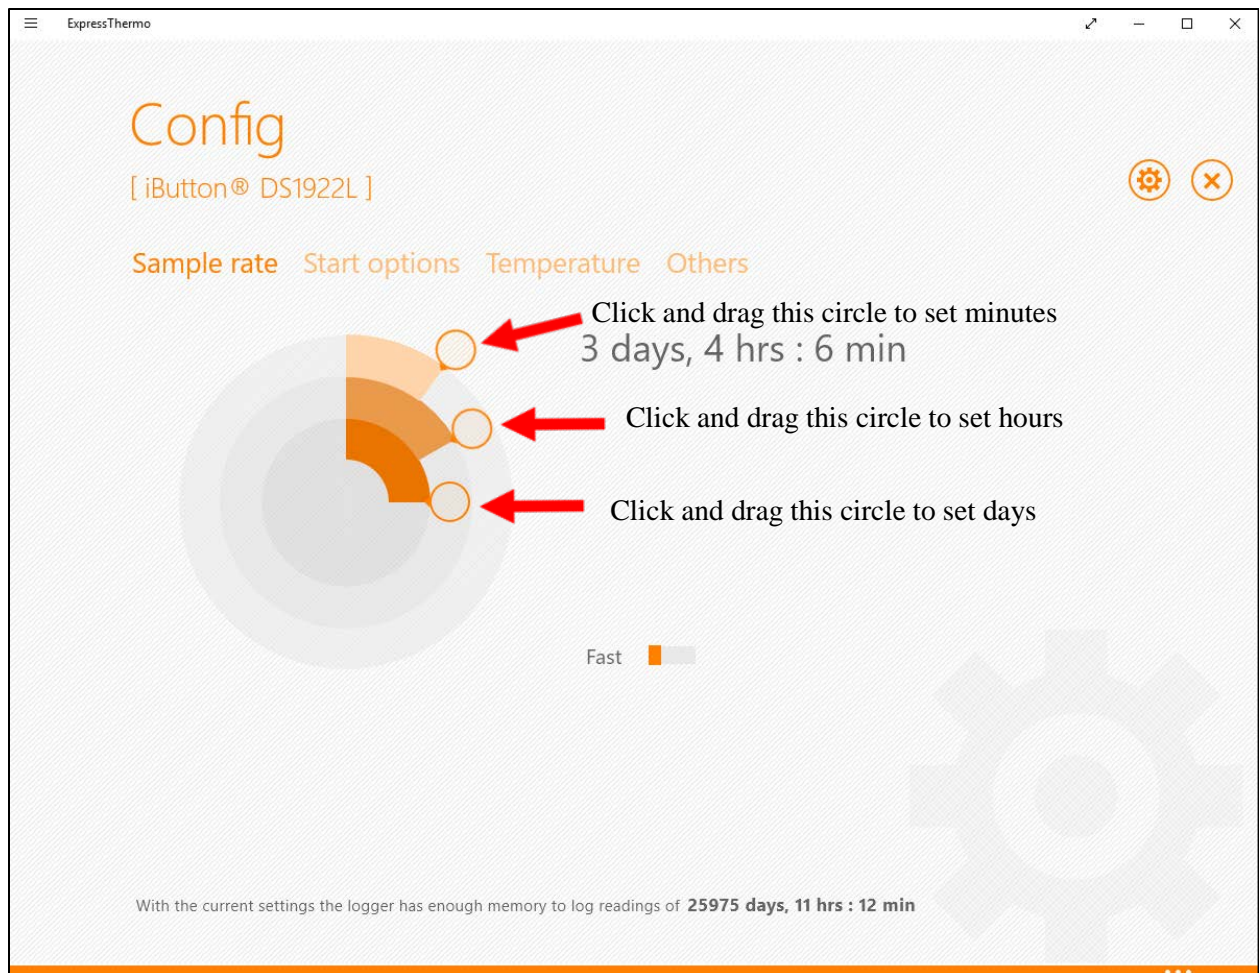 ExpressThermo
Config
[ iButton® DS1922L ]
Sample rate Start options Temperature Others
Click and drag this circle to set minutes
3 days, 4 hrs : 6 min
Click and drag this circle to set hours
Click and drag this circle to set days
Fast
With the current settings the logger has enough memory to log readings of 25975 days, 11 hrs : 12 min